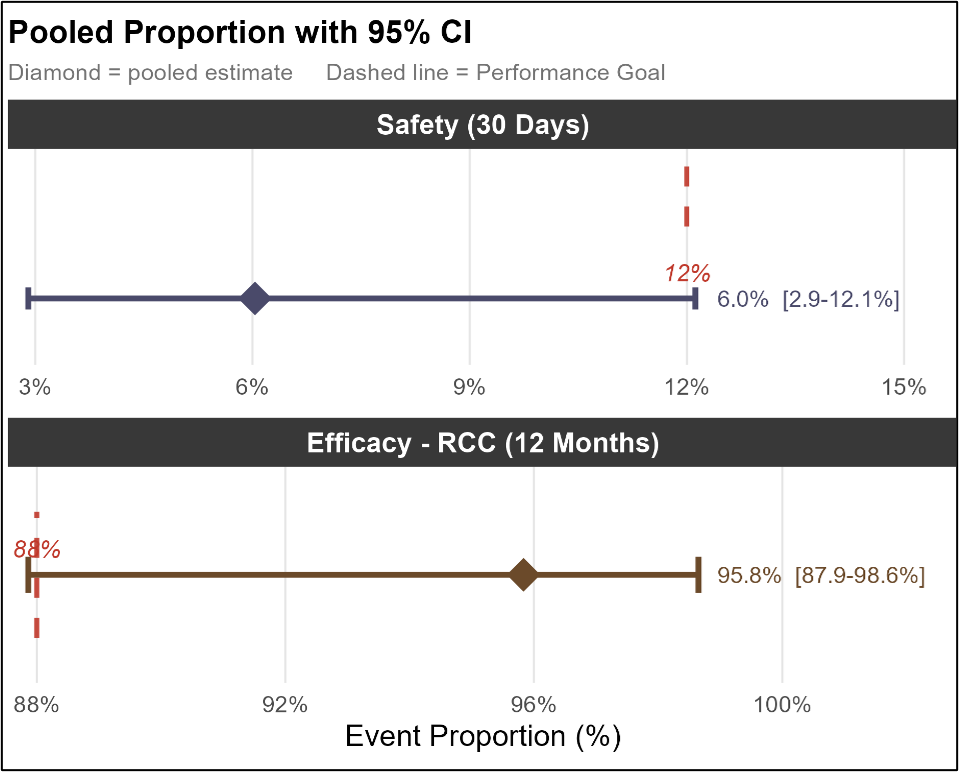 Pooled Proportion with 95% CI
Diamond = pooled estimate Dashed line = Performance Goal
Safety (30 Days)
12%
6.0% [2.9-12.1%]
3% 6% 9% 12% 15%
Efficacy - RCC (12 Months)
88%
95.8% [87.9-98.6%]
88% 92% 96% 100%
Event Proportion (%)